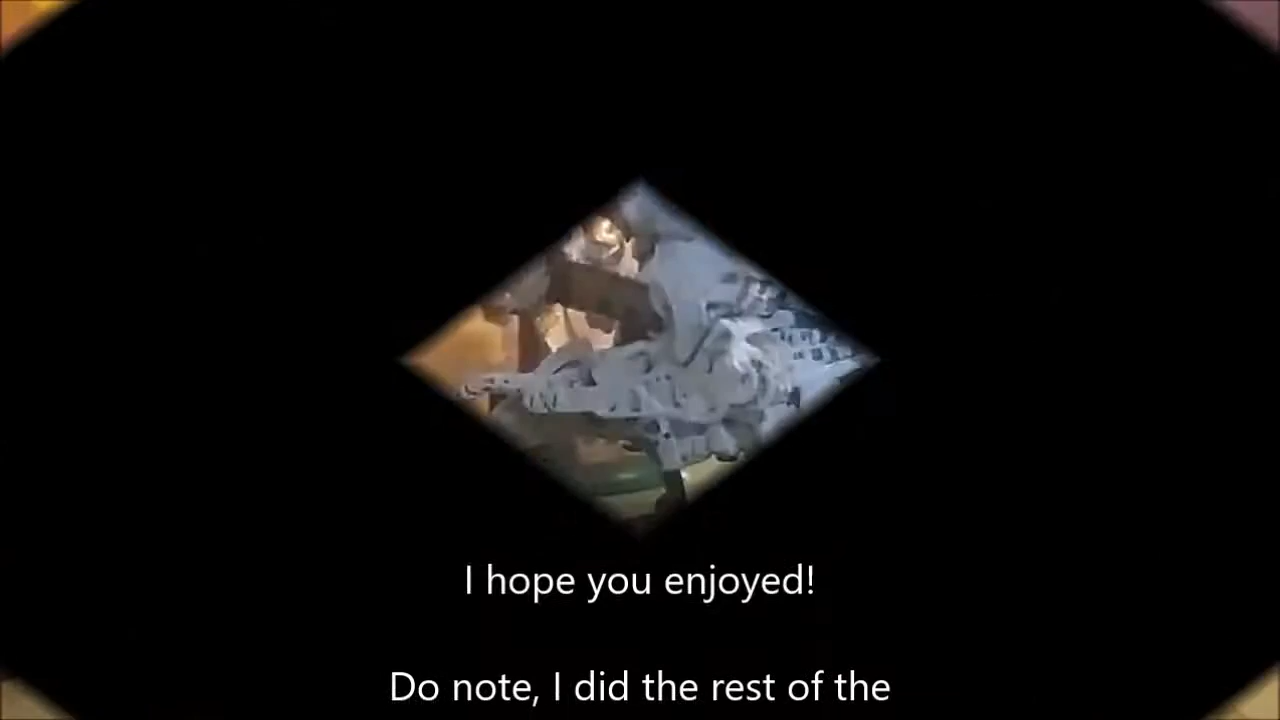 I hope you enjoyed!
Do note, I did the rest of the